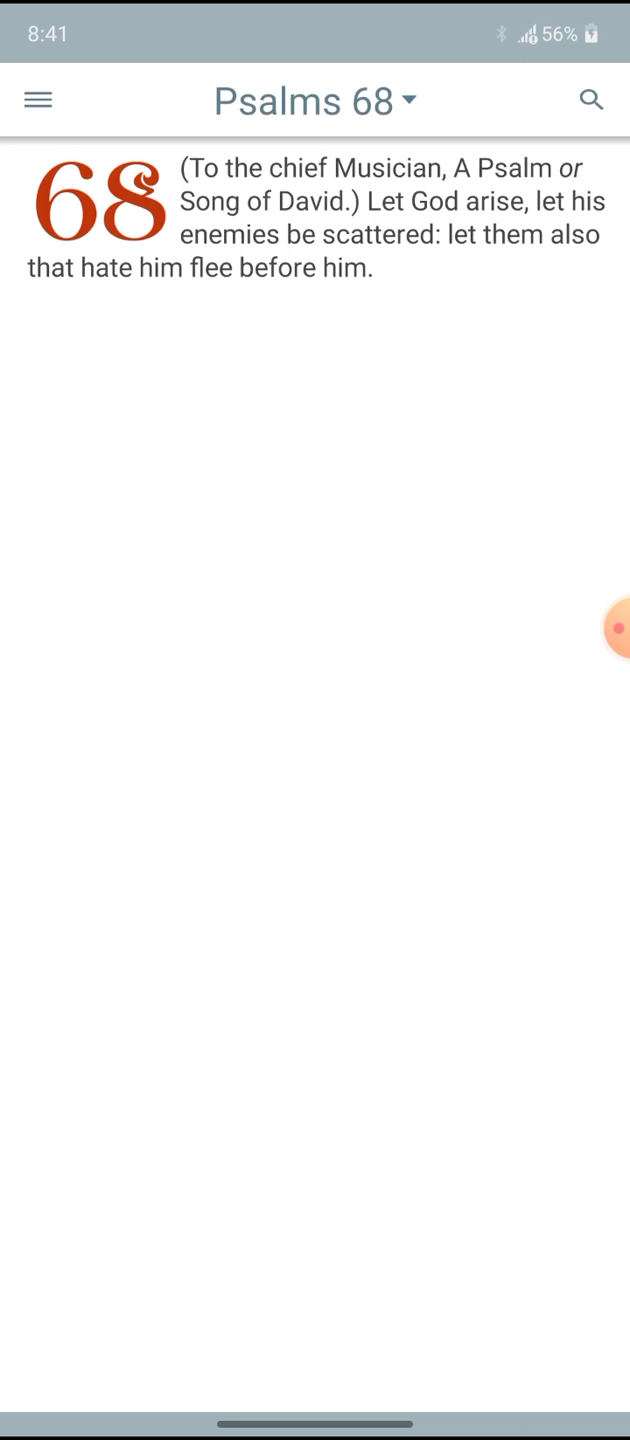 8:41
56%
Psalms 68
68 (To the chief Musician, A Psalm or
Song of David.) Let God arise, let his
enemies be scattered: let them also
that hate him flee before him.